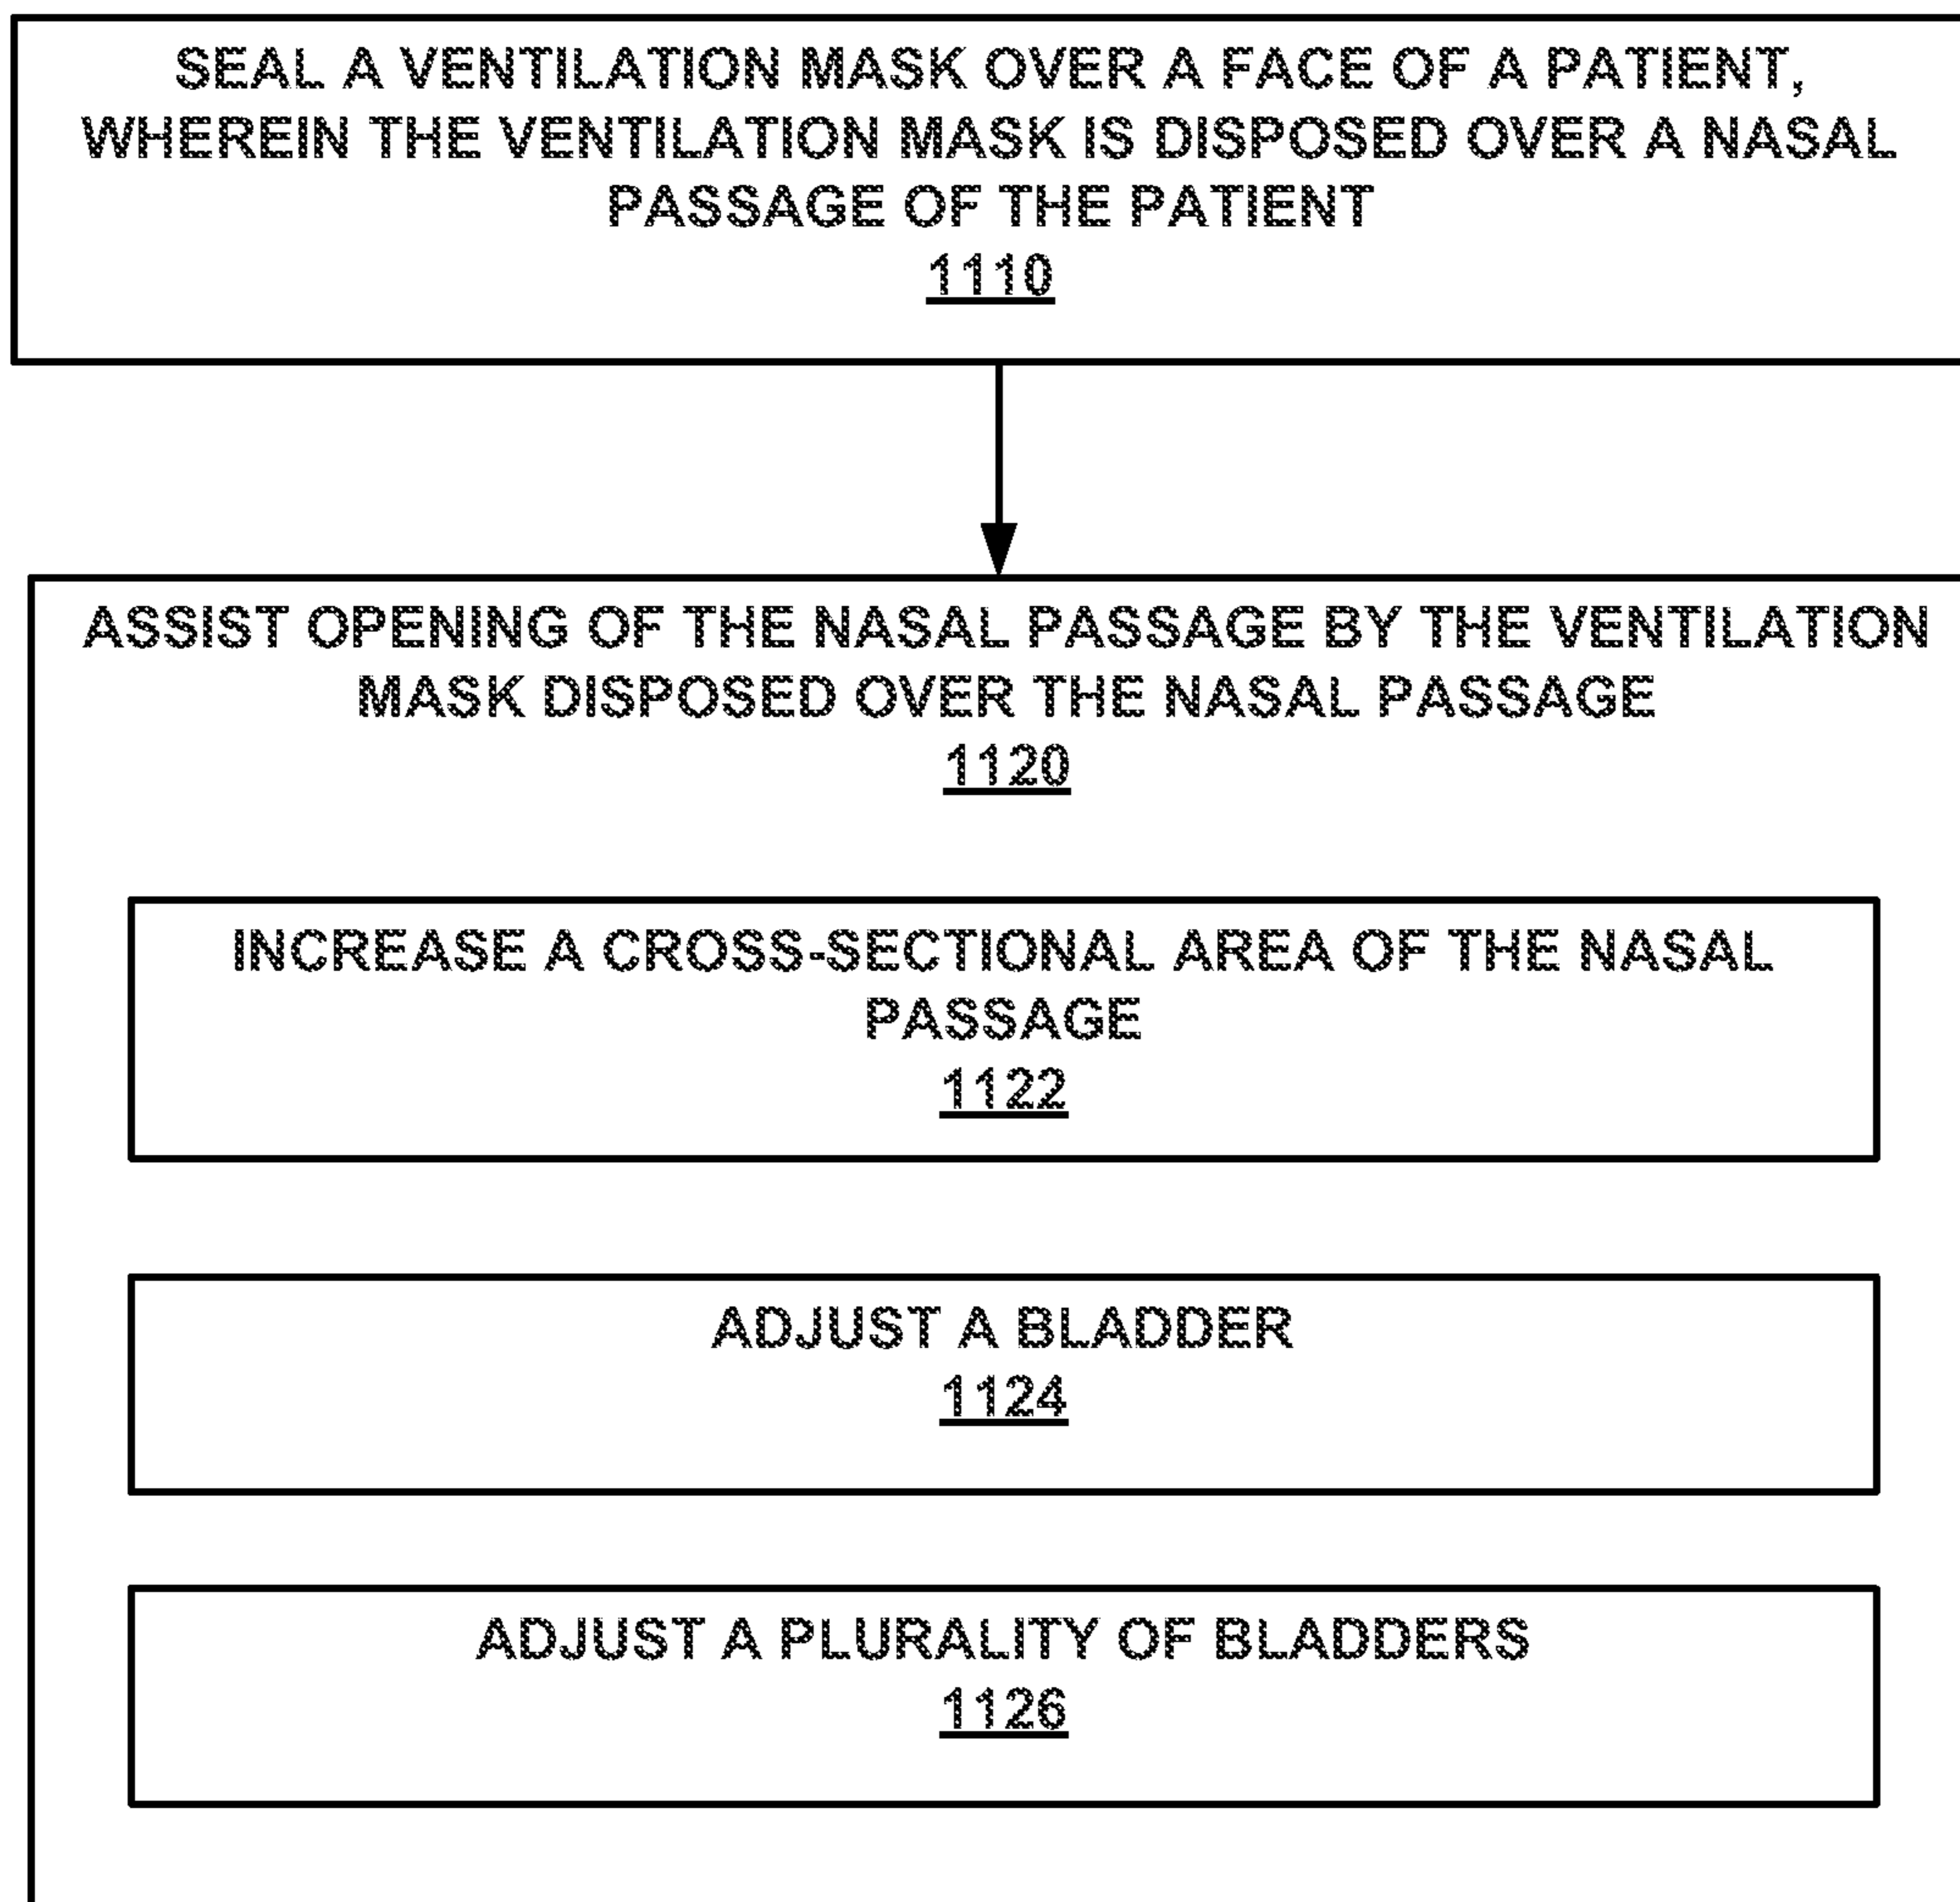 SEAL A VENTILATION MASK OVER A FACE OF A PATIENT,
WHEREIN THE VENTILATION MASK IS DISPOSED OVER A NASAL
PASSAGE OF THE PATIENT
1110
ASSIST OPENING OF THE NASAL PASSAGE BY THE VENTILATION
MASK DISPOSED OVER THE NASAL PASSAGE
1120
INCREASE A CROSS-SECTIONAL AREA OF THE NASAL
PASSAGE
1122
ADJUST A BLADDER
1124
ADJUST A PLURALITY OF BLADDERS
1126